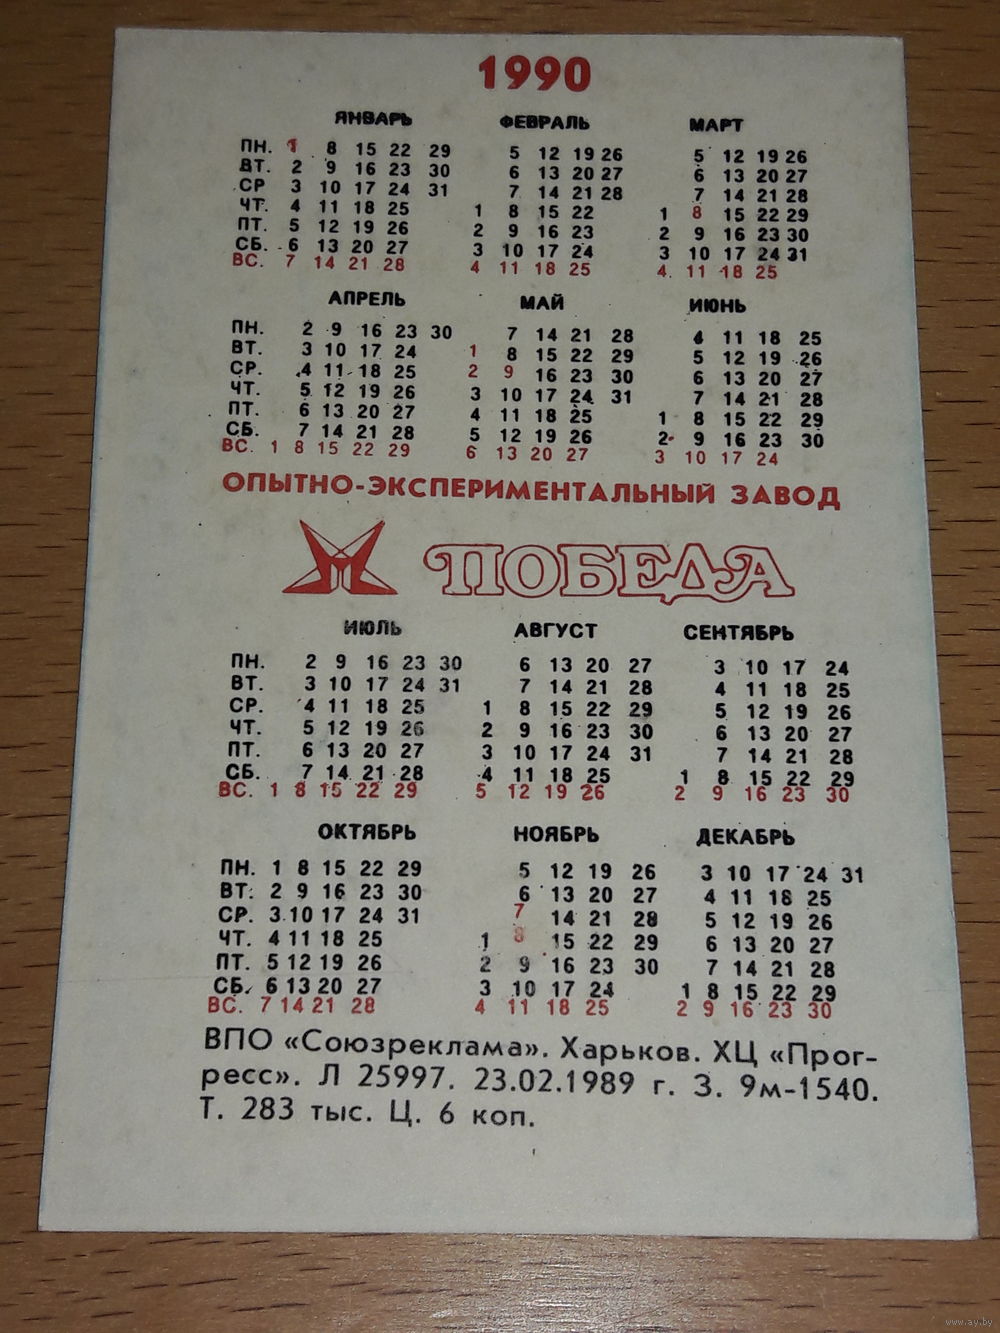 1990
ЯНВАРЬ ФЕВРАЛЬ МАРТ
ПН. 1 8 15 22 29 5 12 19 26 5 12 19 26
ВТ. 2 9 16 23 30 6 13 20 27 6 13 20 27
СР 3 10 17 24 31 7 14 21 28 7 14 21 28
ЧТ. 4 11 18 25 1 8 15 22 1 8 15 22 29
ПТ. 5 12 19 26 2 9 16 23 2 9 16 23 30
СБ. 6 13 20 27 3 10 17 24 3 10 17 24 31
ВС. 7 14 21 28 4 11 18 25 4. 11 18 25
АПРЕЛЬ МАЙ ИЮНЬ
ПН. 2 9 16 23 30 7 14 21 28 4 11 18 25
ВТ. 3 10 17 24 1 8 15 22 29 5 12 19 26
СР. 4 11 18 25 2 9 16 23 30 6 13 20 27
ЧТ. 5 12 19 26 3 10 17 24 31 7 14 21 28
ПТ. 6 13 20 27 4 11 18 25 1 8 15 22 29
СБ. 7 14 21 28 5 12 19 26 2 9 16 23 30
ВС. 1 8 15 22 29 6 13 20 27 3 10 17 24
ОПЫТНО-ЭКСПЕРИМЕНТАЛЬНЫЙ ЗАВОД
ПОБЕДА
ИЮЛЬ АВГУСТ СЕНТЯБРЬ
ПН. 2 9 16 23 30 6 13 20 27 3 10 17 24
ВТ. 3 10 17 24 31 7 14 21 28 4 11 18 25
СР. 4 11 18 25 1 8 15 22 29 5 12 19 26
ЧТ. 5 12 19 26 2 9 16 23 30 6 13 20 27
ПТ. 6 13 20 27 3 10 17 24 31 7 14 21 28
СБ. 7 14 21 28 4 11 18 25 1 8 15 22 29
ВС. 1 8 15 22 29 5 12 19 26 2 9 16 23 30
ОКТЯБРЬ НОЯБРЬ ДЕКАБРЬ
ПН. 1 8 15 22 29 5 12 19 26 3 10 17 24 31
ВТ. 2 9 16 23 30 6 13 20 27 4 11 18 25
СР. 3 10 17 24 31 7 14 21 28 5 12 19 26
ЧТ. 4 11 18 25 1 8 15 22 29 6 13 20 27
ПТ. 5 12 19 26 2 9 16 23 30 7 14 21 28
СБ. 6 13 20 27 3 10 17 24 1 8 15 22 29
ВС. 7 14 21 28 4 11 18 25 2 9 16 23 30
ВПО «Союзреклама». Харьков. ХЦ «Прог-
ресс». Л 25997. 23.02.1989 г. З. 9м-1540.
Т. 283 тыс. Ц. 6 коп.
www.ay.by